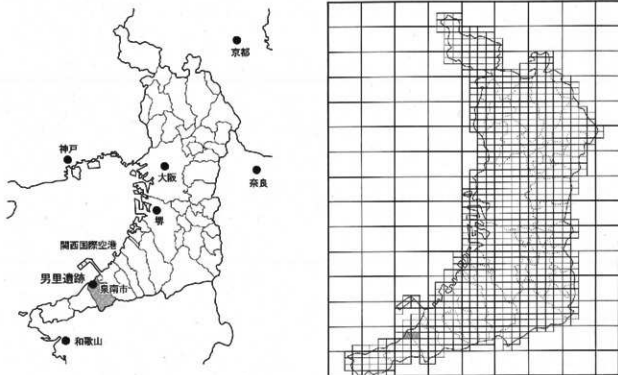 京都
神戸
大阪
奈良
堺
関西国際空港
男里遺跡
泉南市
和歌山